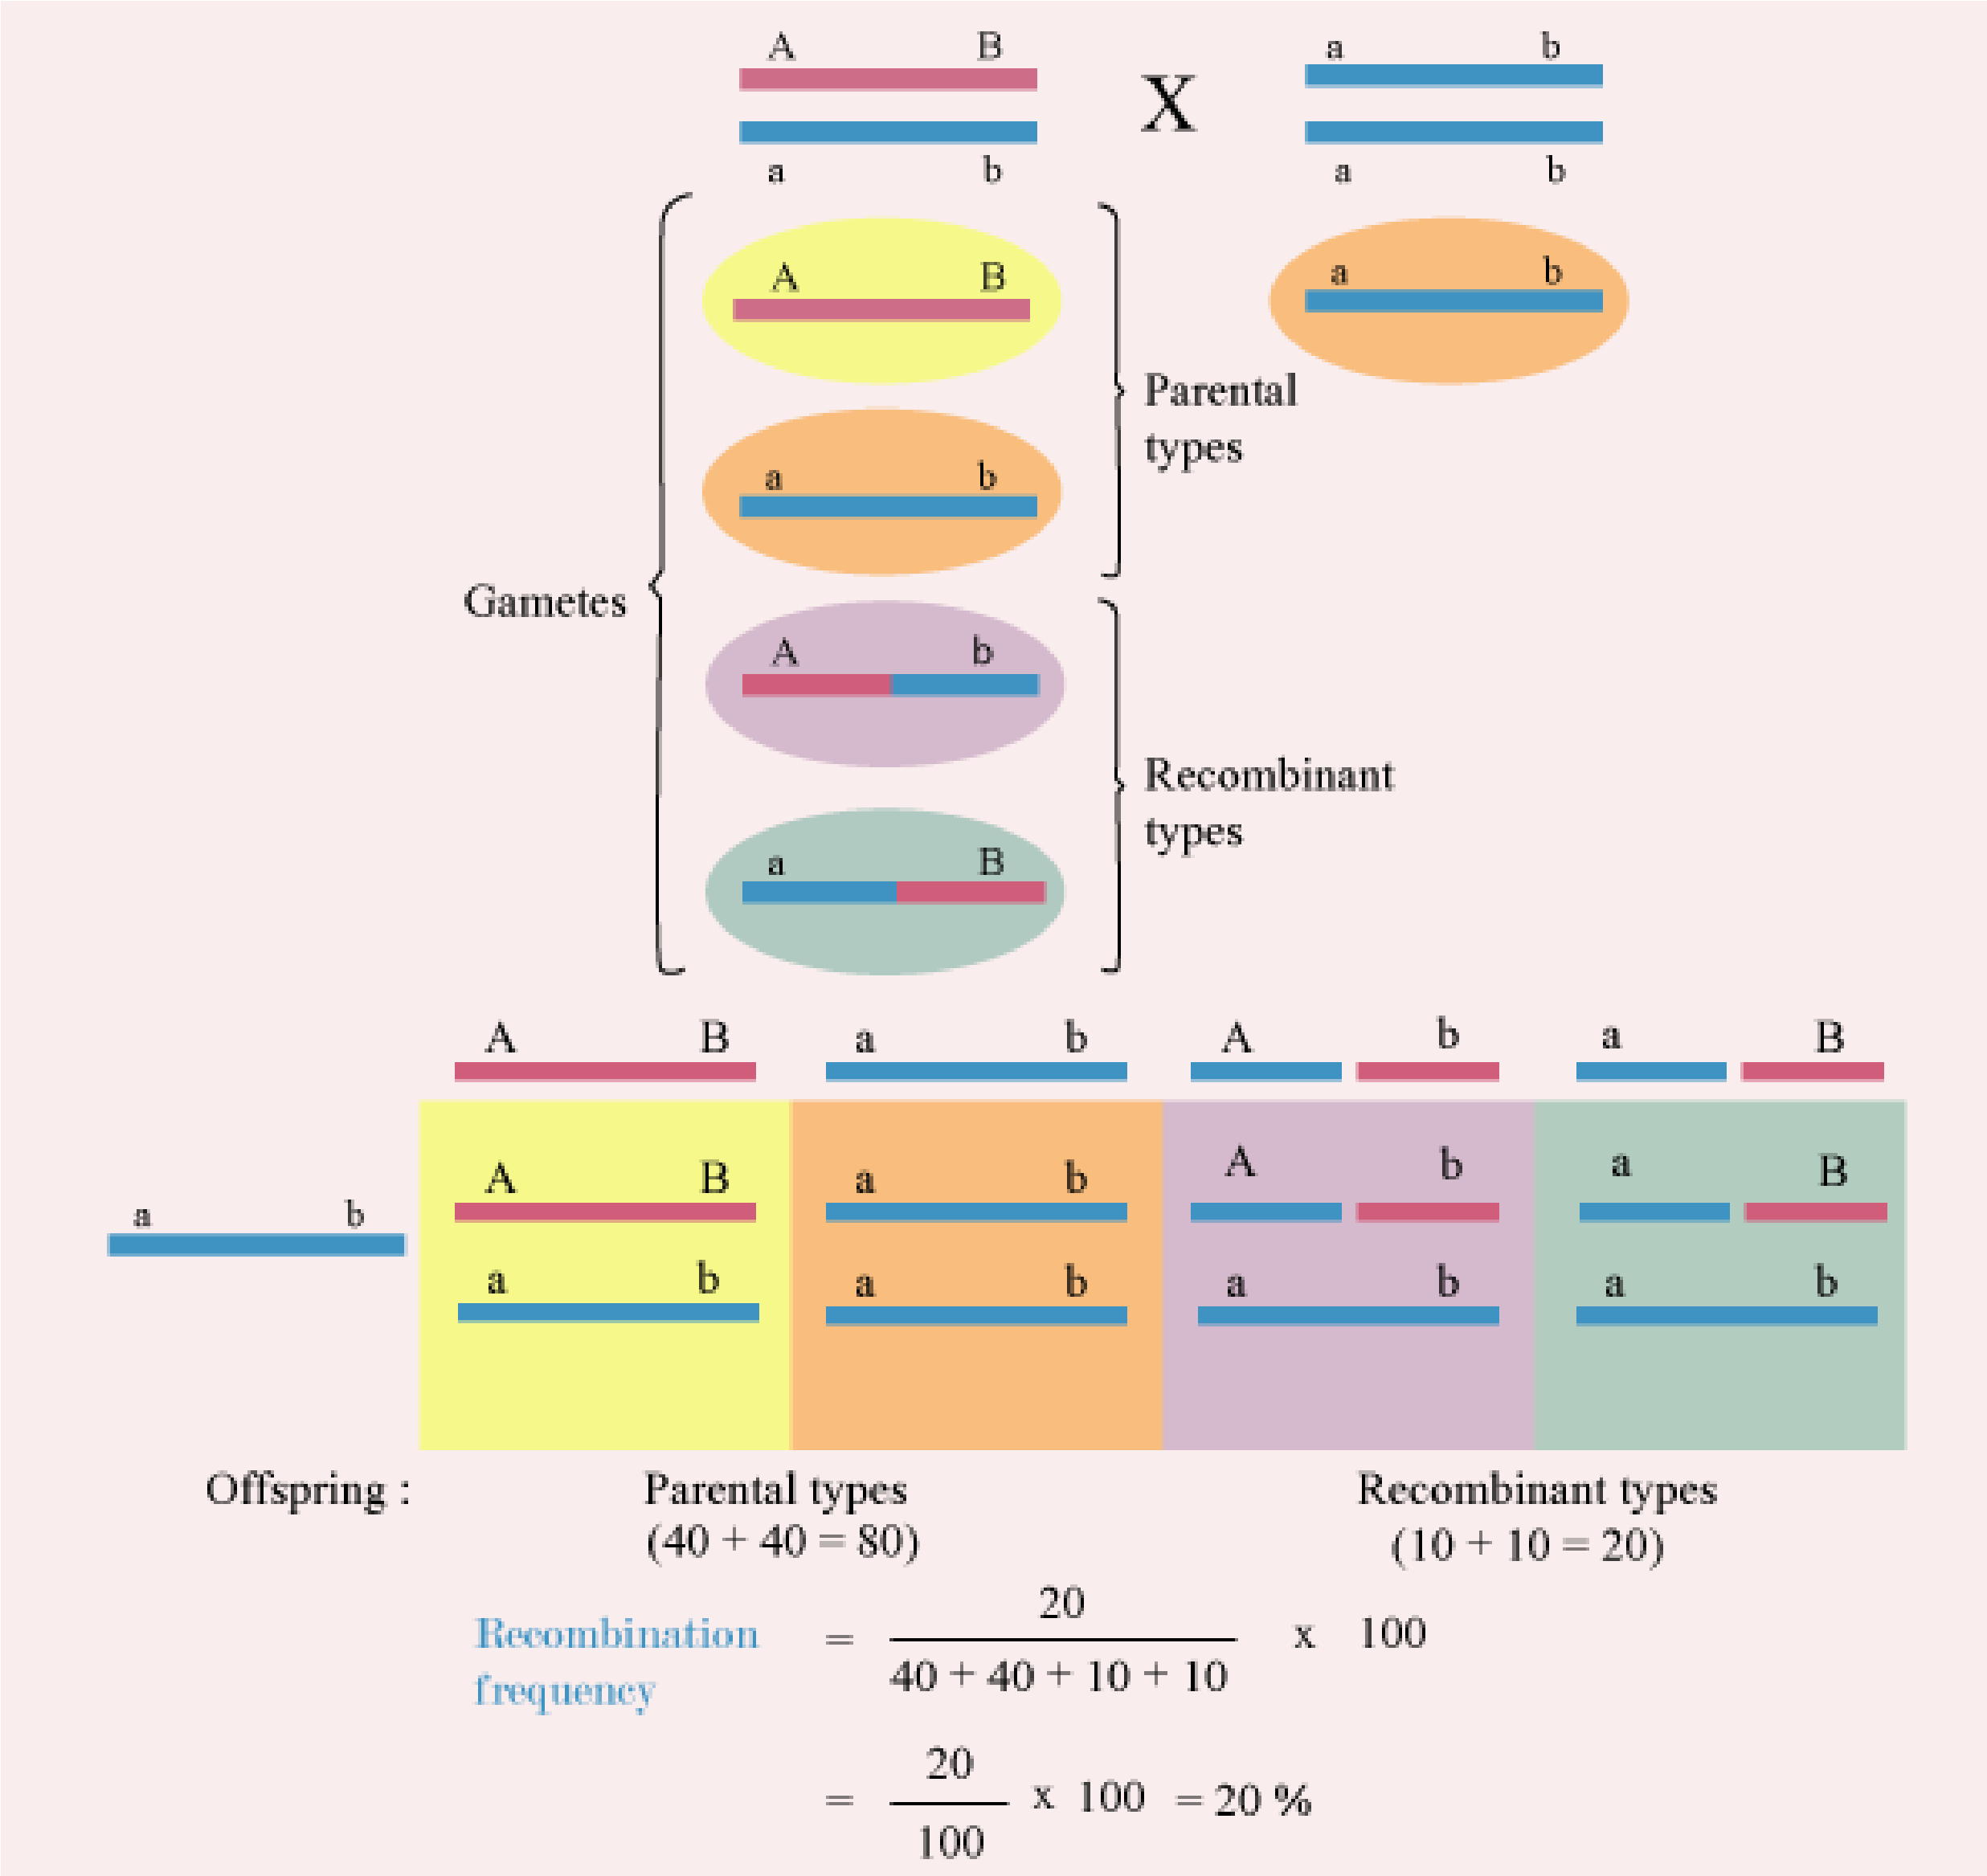 A B a b
X
a b a b
A B a b
Parental
types
a b
Gametes
A b
Recombinant
types
a B
A B a b A b a B
A B a b A b a B
a b
a b a b a b a b
Offspring : Parental types Recombinant types
(40 + 40 = 80) (10 + 10 = 20)
20
Recombination = x 100
frequency 40 + 40 + 10 + 10
20
= x 100 = 20 %
100